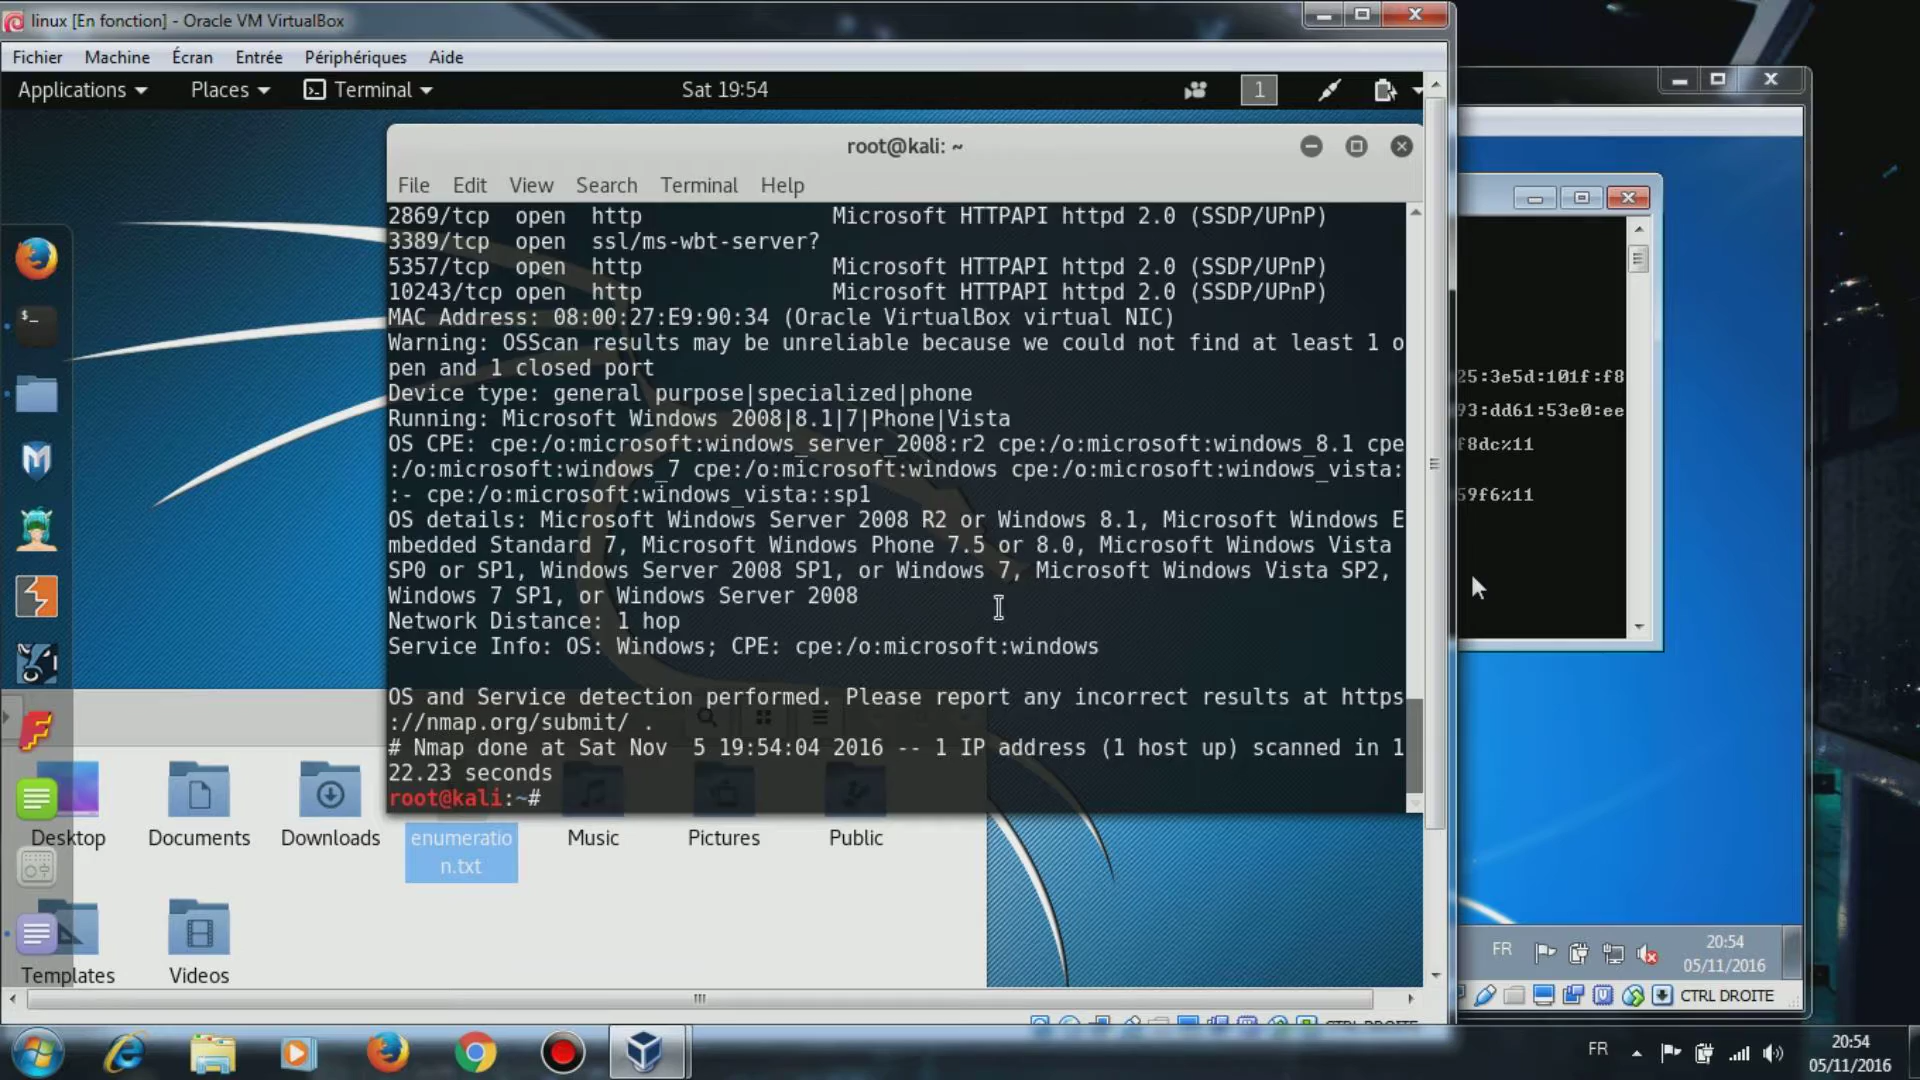 linux [En fonction] - Oracle VM VirtualBox
Fichier Machine Écran Entrée Périphériques Aide
Applications Places Terminal Sat 19:54 1
root@kali: ~
File Edit View Search Terminal Help
2869/tcp open http Microsoft HTTPAPI httpd 2.0 (SSDP/UPnP)
3389/tcp open ssl/ms-wbt-server?
5357/tcp open http Microsoft HTTPAPI httpd 2.0 (SSDP/UPnP)
10243/tcp open http Microsoft HTTPAPI httpd 2.0 (SSDP/UPnP)
MAC Address: 08:00:27:E9:90:34 (Oracle VirtualBox virtual NIC)
Warning: OSScan results may be unreliable because we could not find at least 1 o
pen and 1 closed port
Device type: general purpose|specialized|phone
Running: Microsoft Windows 2008|8.1|7|Phone|Vista
OS CPE: cpe:/o:microsoft:windows_server_2008:r2 cpe:/o:microsoft:windows_8.1 cpe
:/o:microsoft:windows_7 cpe:/o:microsoft:windows cpe:/o:microsoft:windows_vista:
:- cpe:/o:microsoft:windows_vista::sp1
OS details: Microsoft Windows Server 2008 R2 or Windows 8.1, Microsoft Windows E
mbedded Standard 7, Microsoft Windows Phone 7.5 or 8.0, Microsoft Windows Vista
SP0 or SP1, Windows Server 2008 SP1, or Windows 7, Microsoft Windows Vista SP2,
Windows 7 SP1, or Windows Server 2008
Network Distance: 1 hop
Service Info: OS: Windows; CPE: cpe:/o:microsoft:windows
OS and Service detection performed. Please report any incorrect results at https
://nmap.org/submit/ .
# Nmap done at Sat Nov  5 19:54:04 2016 -- 1 IP address (1 host up) scanned in 1
22.23 seconds
root@kali:~#
25:3e5d:101f:f8
93:dd61:53e0:ee
f8dc%11
59f6%11
Desktop Documents Downloads enumeratio
n.txt Music Pictures Public
Templates Videos
FR 20:54
05/11/2016
CTRL DROITE
FR 20:54
05/11/2016